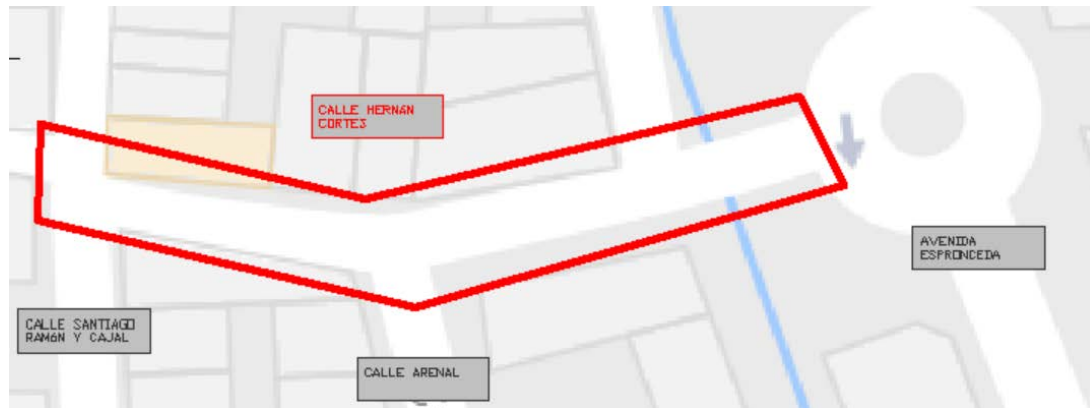 CALLE HERNAN
CORTES
AVENIDA
ESPRONCEDA
CALLE SANTIAGO
RAMóN Y CAJAL
CALLE ARENAL